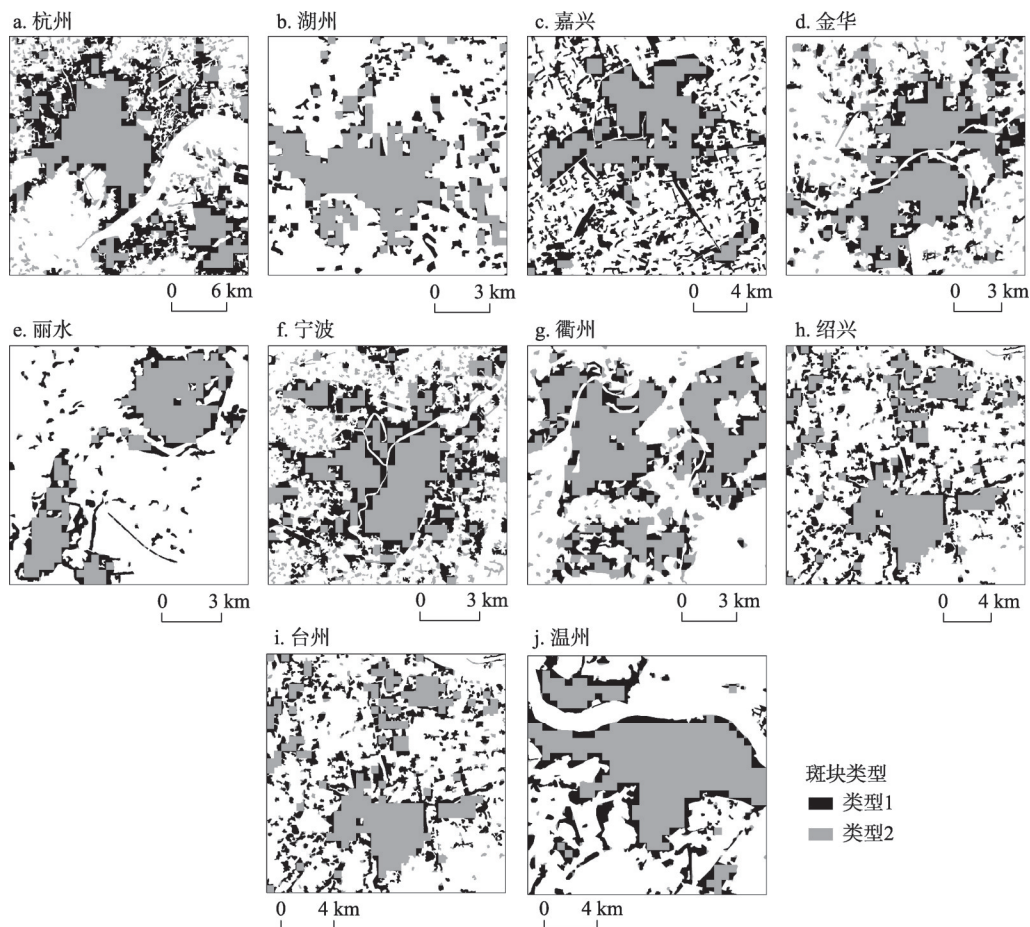 a. 杭州
b. 湖州
c. 嘉兴
d. 金华
0 6 km
0 3 km
0 4 km
0 3 km
e. 丽水
f. 宁波
g. 衢州
h. 绍兴
0 3 km
0 4 km
0 3 km
0 4 km
i. 台州
j. 温州
斑块类型
类型1
类型2
0 4 km
0 4 km